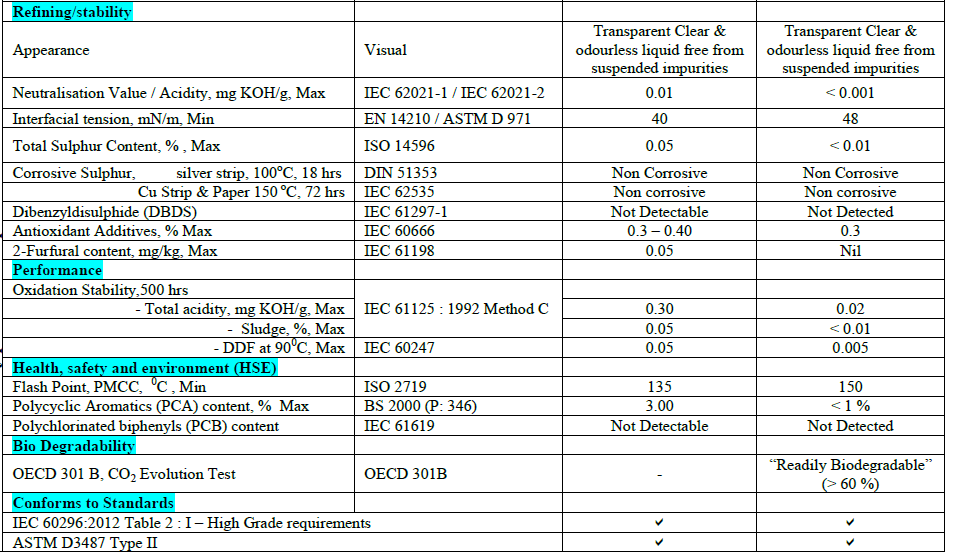 Refining/stability
Appearance Visual Transparent Clear & odourless liquid free from suspended impurities Transparent Clear & odourless liquid free from suspended impurities
Neutralisation Value / Acidity, mg KOH/g, Max IEC 62021-1 / IEC 62021-2 0.01 < 0.001
Interfacial tension, mN/m, Min EN 14210 / ASTM D 971 40 48
Total Sulphur Content, % , Max ISO 14596 0.05 < 0.01
Corrosive Sulphur, silver strip, 100⁰C, 18 hrs DIN 51353 Non Corrosive Non Corrosive
Cu Strip & Paper 150 ⁰C, 72 hrs IEC 62535 Non corrosive Non corrosive
Dibenzyldisulphide (DBDS) IEC 61297-1 Not Detectable Not Detected
Antioxidant Additives, % Max IEC 60666 0.3 – 0.40 0.3
2-Furfural content, mg/kg, Max IEC 61198 0.05 Nil
Performance
Oxidation Stability,500 hrs
- Total acidity, mg KOH/g, Max IEC 61125 : 1992 Method C 0.30 0.02
- Sludge, %, Max 0.05 < 0.01
- DDF at 90⁰C, Max IEC 60247 0.05 0.005
Health, safety and environment (HSE)
Flash Point, PMCC, ⁰C , Min ISO 2719 135 150
Polycyclic Aromatics (PCA) content, % Max BS 2000 (P: 346) 3.00 < 1 %
Polychlorinated biphenyls (PCB) content IEC 61619 Not Detectable Not Detected
Bio Degradability
OECD 301 B, CO₂ Evolution Test OECD 301B - “Readily Biodegradable” (> 60 %)
Conforms to Standards
IEC 60296:2012 Table 2 : I – High Grade requirements ✓ ✓
ASTM D3487 Type II ✓ ✓